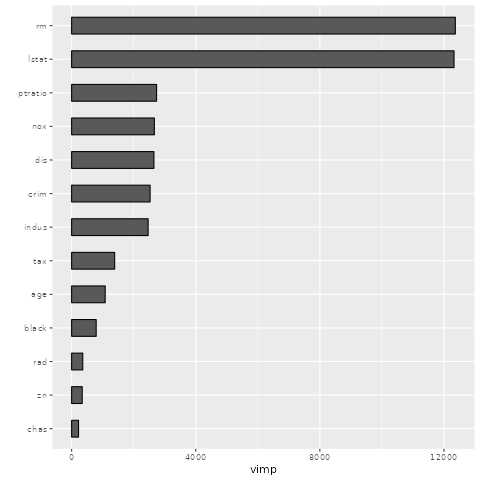 rm
lstat
ptratio
nox
dis
crim
indus
tax
age
black
rad
zn
chas
0 4000 8000 12000
vimp